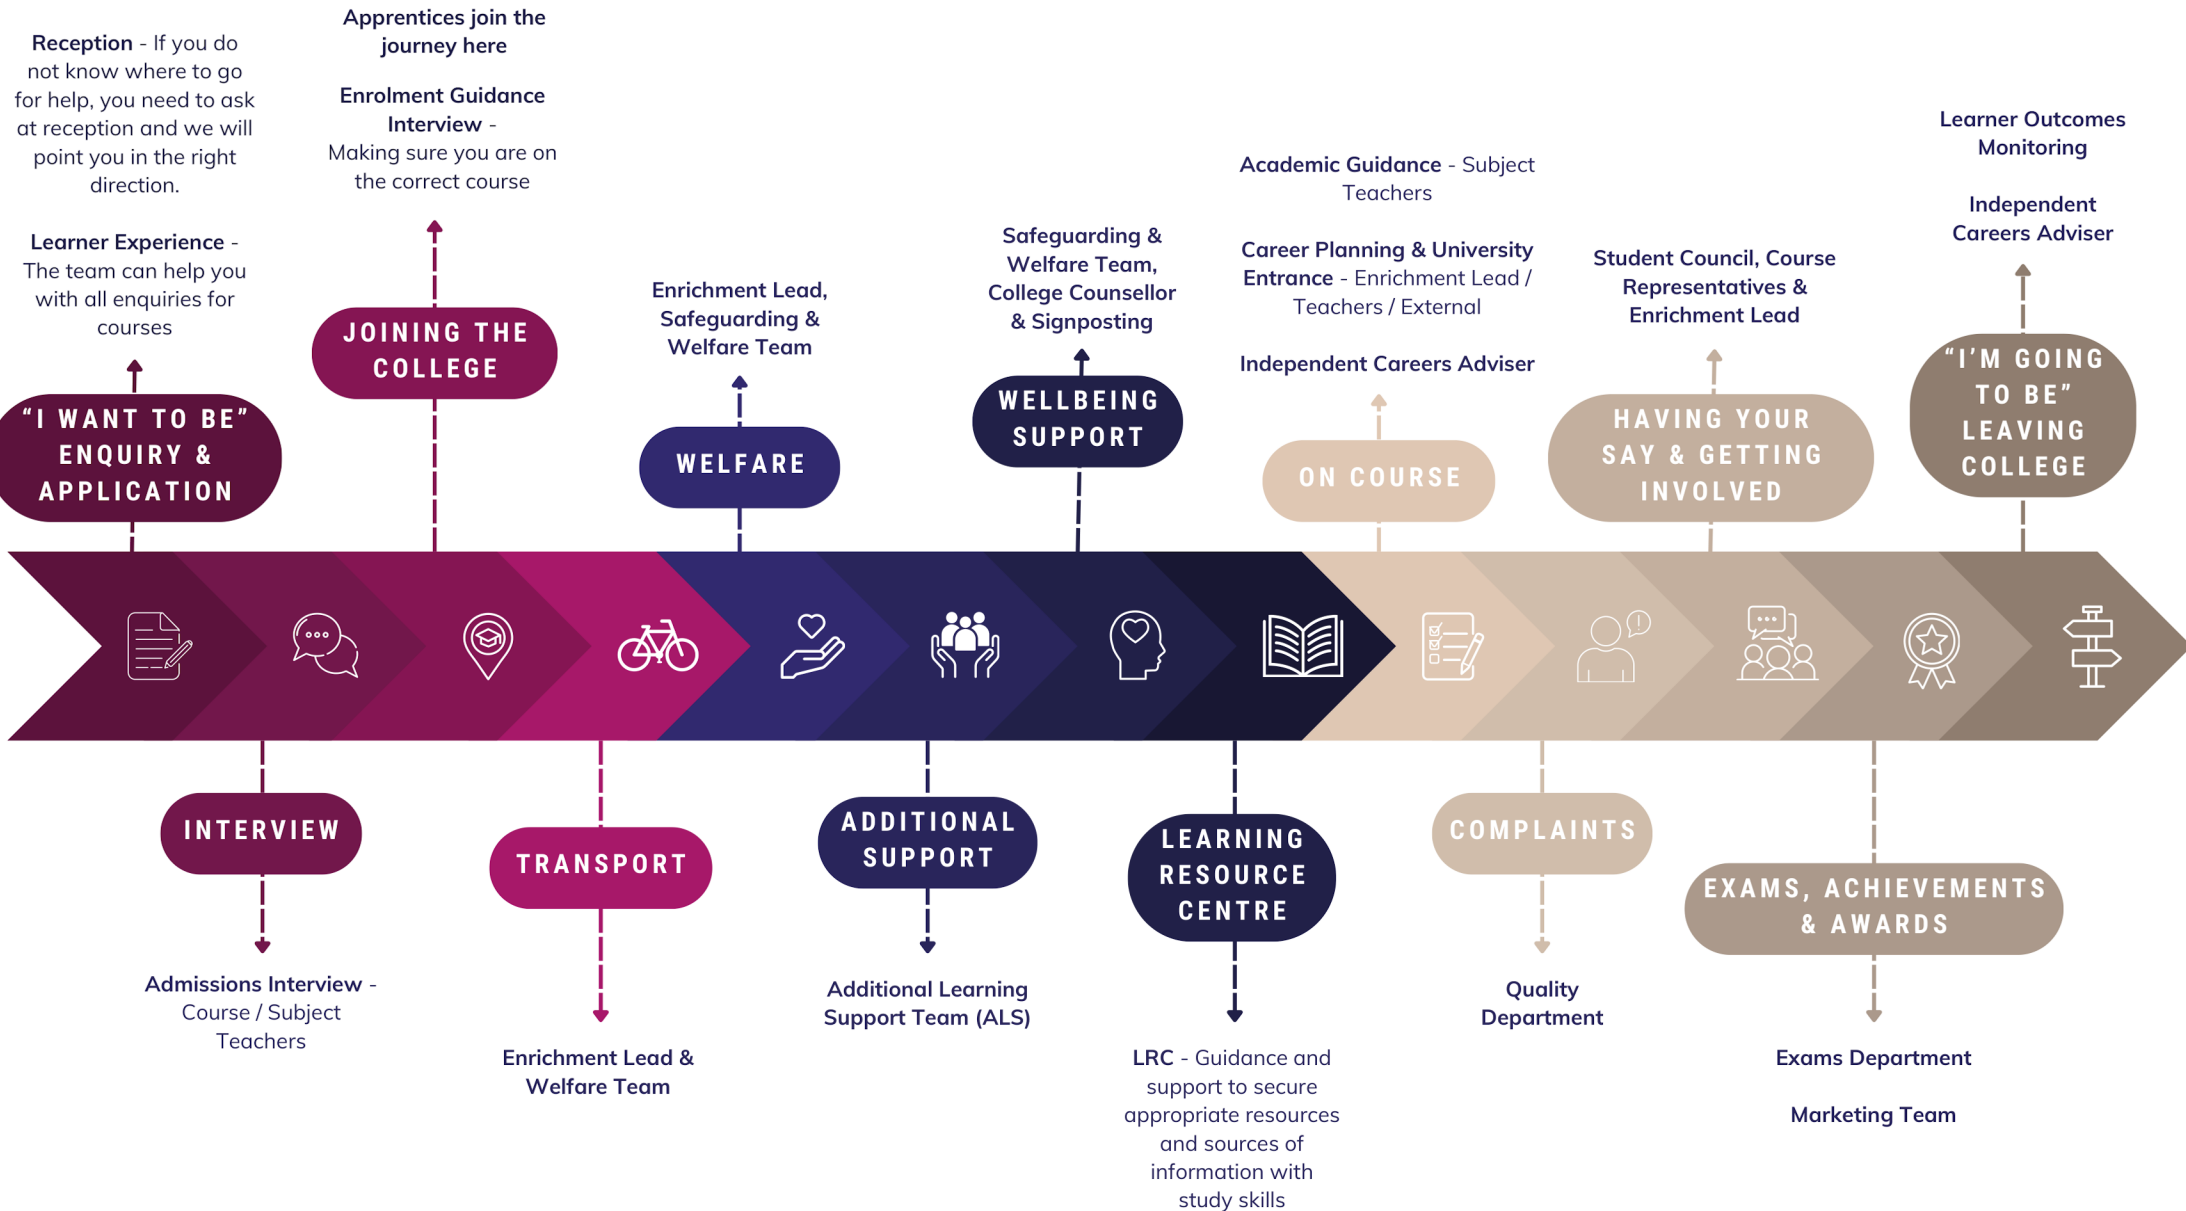 Reception - If you do
not know where to go
for help, you need to ask
at reception and we will
point you in the right
direction.
Learner Experience -
The team can help you
with all enquiries for
courses
“I WANT TO BE”
ENQUIRY &
APPLICATION
INTERVIEW
Admissions Interview -
Course / Subject
Teachers
Apprentices join the
journey here
Enrolment Guidance
Interview -
Making sure you are on
the correct course
JOINING THE
COLLEGE
TRANSPORT
Enrichment Lead &
Welfare Team
Enrichment Lead,
Safeguarding &
Welfare Team
WELFARE
ADDITIONAL
SUPPORT
Additional Learning
Support Team (ALS)
Safeguarding &
Welfare Team,
College Counsellor
& Signposting
WELLBEING
SUPPORT
LEARNING
RESOURCE
CENTRE
LRC - Guidance and
support to secure
appropriate resources
and sources of
information with
study skills
Academic Guidance - Subject
Teachers
Career Planning & University
Entrance - Enrichment Lead /
Teachers / External
Independent Careers Adviser
ON COURSE
COMPLAINTS
Quality
Department
Student Council, Course
Representatives &
Enrichment Lead
HAVING YOUR
SAY & GETTING
INVOLVED
EXAMS, ACHIEVEMENTS
& AWARDS
Exams Department
Marketing Team
Learner Outcomes
Monitoring
Independent
Careers Adviser
“I’M GOING
TO BE”
LEAVING
COLLEGE